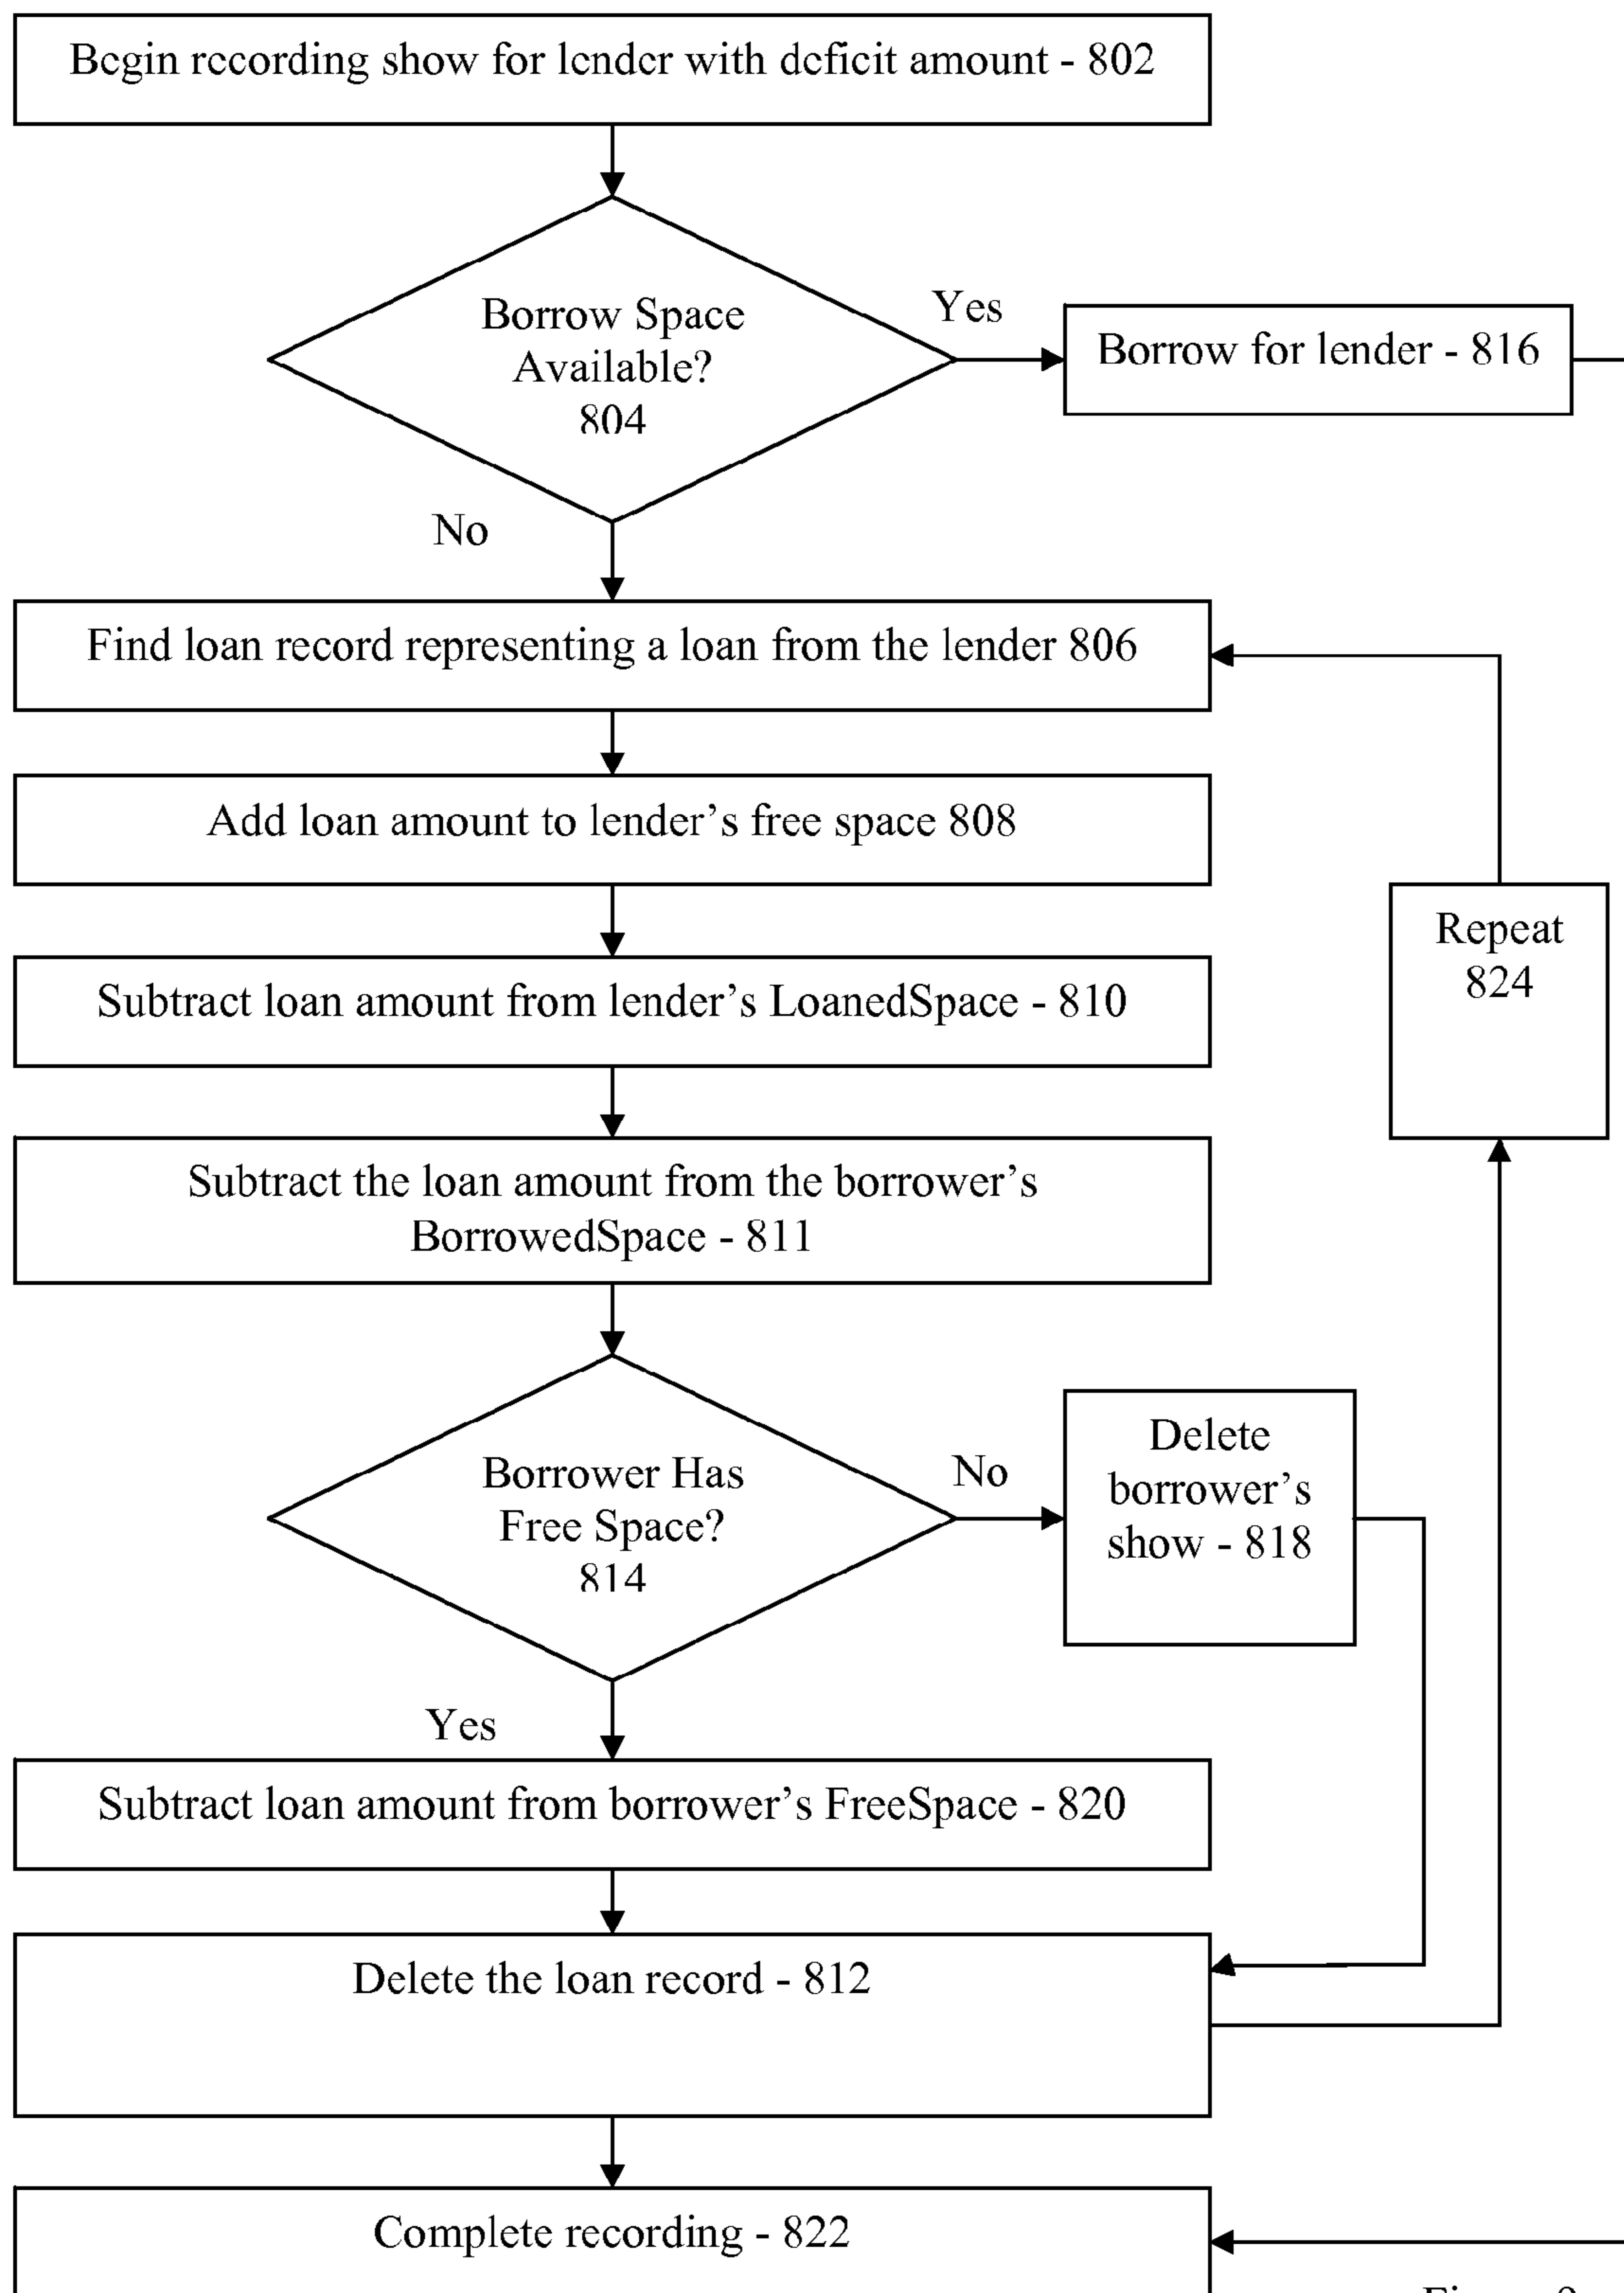 Begin recording show for lender with deficit amount - 802
Borrow Space
Available?
804
Yes
Borrow for lender - 816
No
Find loan record representing a loan from the lender 806
Add loan amount to lender's free space 808
Repeat
824
Subtract loan amount from lender's LoanedSpace - 810
Subtract the loan amount from the borrower's
BorrowedSpace - 811
Borrower Has
Free Space?
814
No
Delete
borrower's
show - 818
Yes
Subtract loan amount from borrower's FreeSpace - 820
Delete the loan record - 812
Complete recording - 822